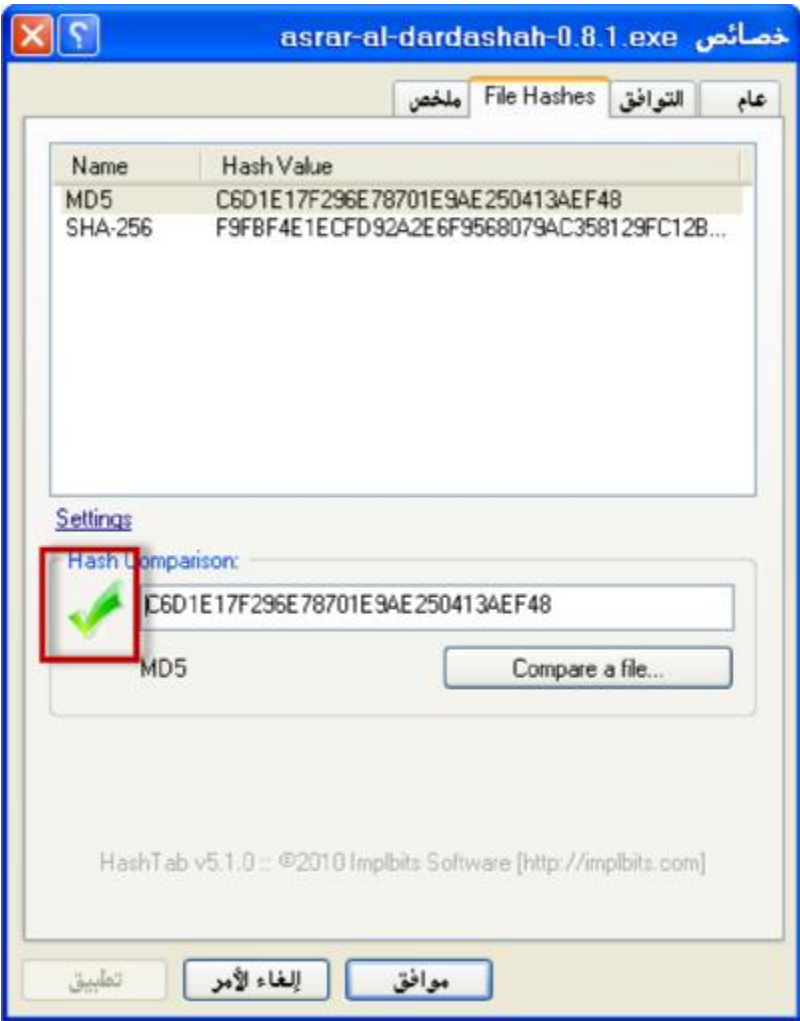 خصائص asrar-al-dardashah-0.8.1.exe
عام
التوافق
File Hashes
ملخص
Name Hash Value
MD5 C6D1E17F296E78701E9AE250413AEF48
SHA-256 F9FBF4E1ECFD92A2E6F9568079AC358129FC12B...
Settings
Hash Comparison:
C6D1E17F296E78701E9AE250413AEF48
MD5
Compare a file...
HashTab v5.1.0 :: ©2010 Implbits Software [http://implbits.com]
موافق
إلغاء الأمر
تطبيق